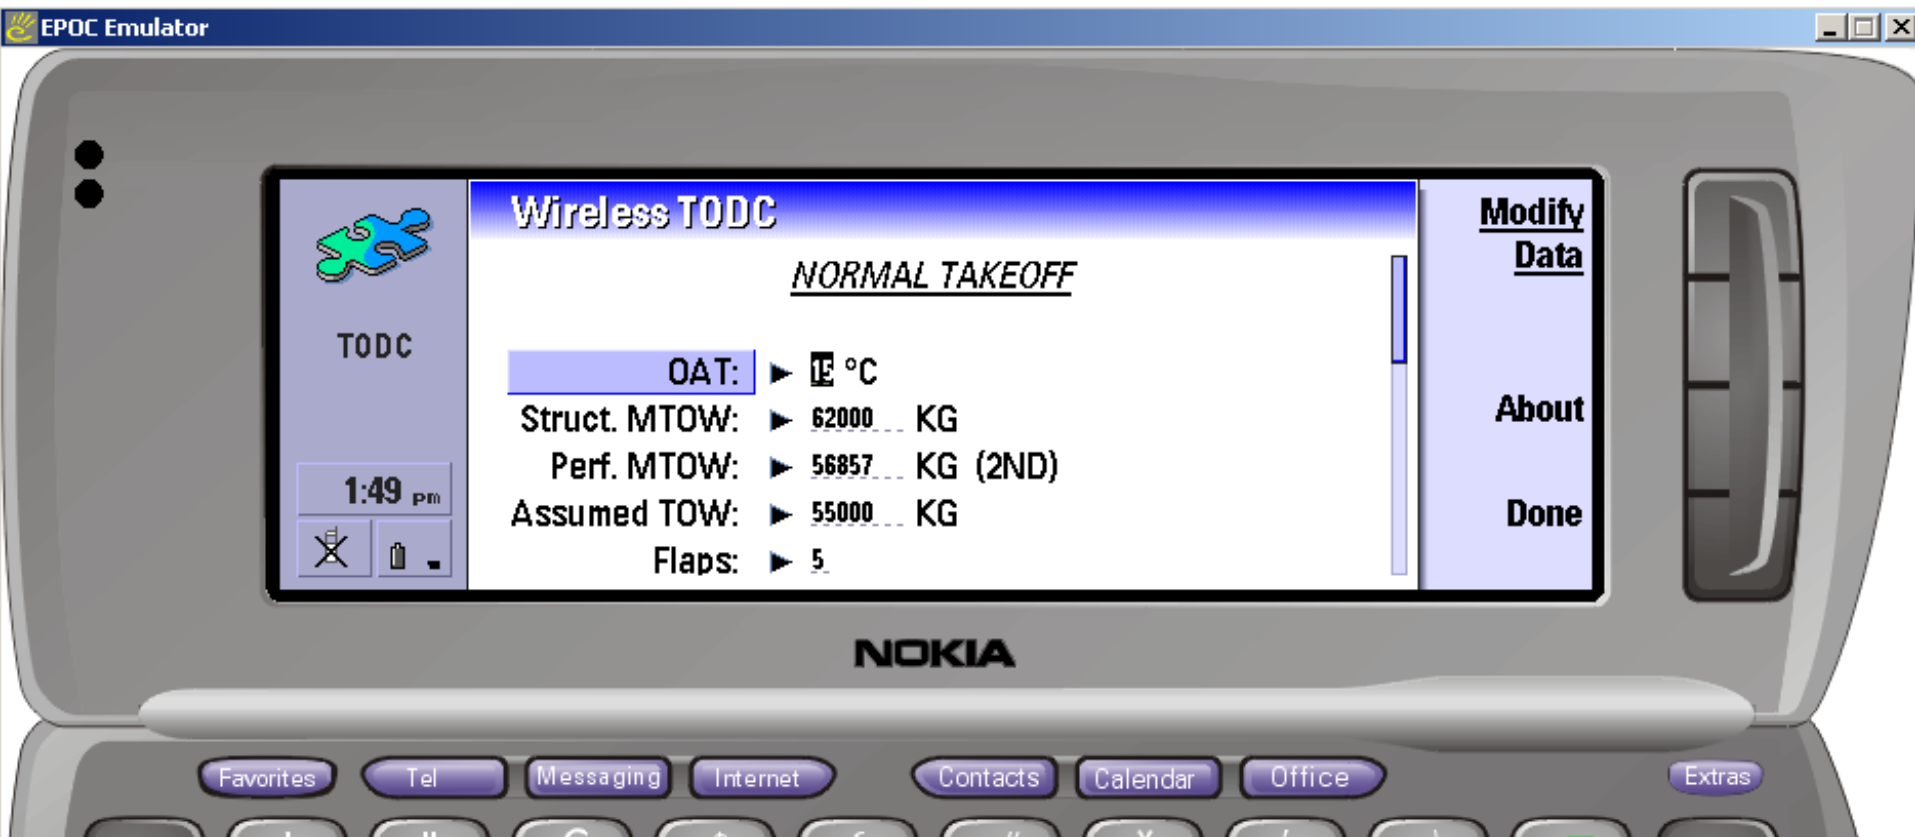 EPOC Emulator
Wireless TODC
NORMAL TAKEOFF
TODC
OAT: 15 °C
Struct. MTOW: 62000 KG
Perf. MTOW: 56857 KG (2ND)
Assumed TOW: 55000 KG
Flaps: 5
1:49 pm
Modify
Data
About
Done
NOKIA
Favorites Tel Messaging Internet Contacts Calendar Office Extras